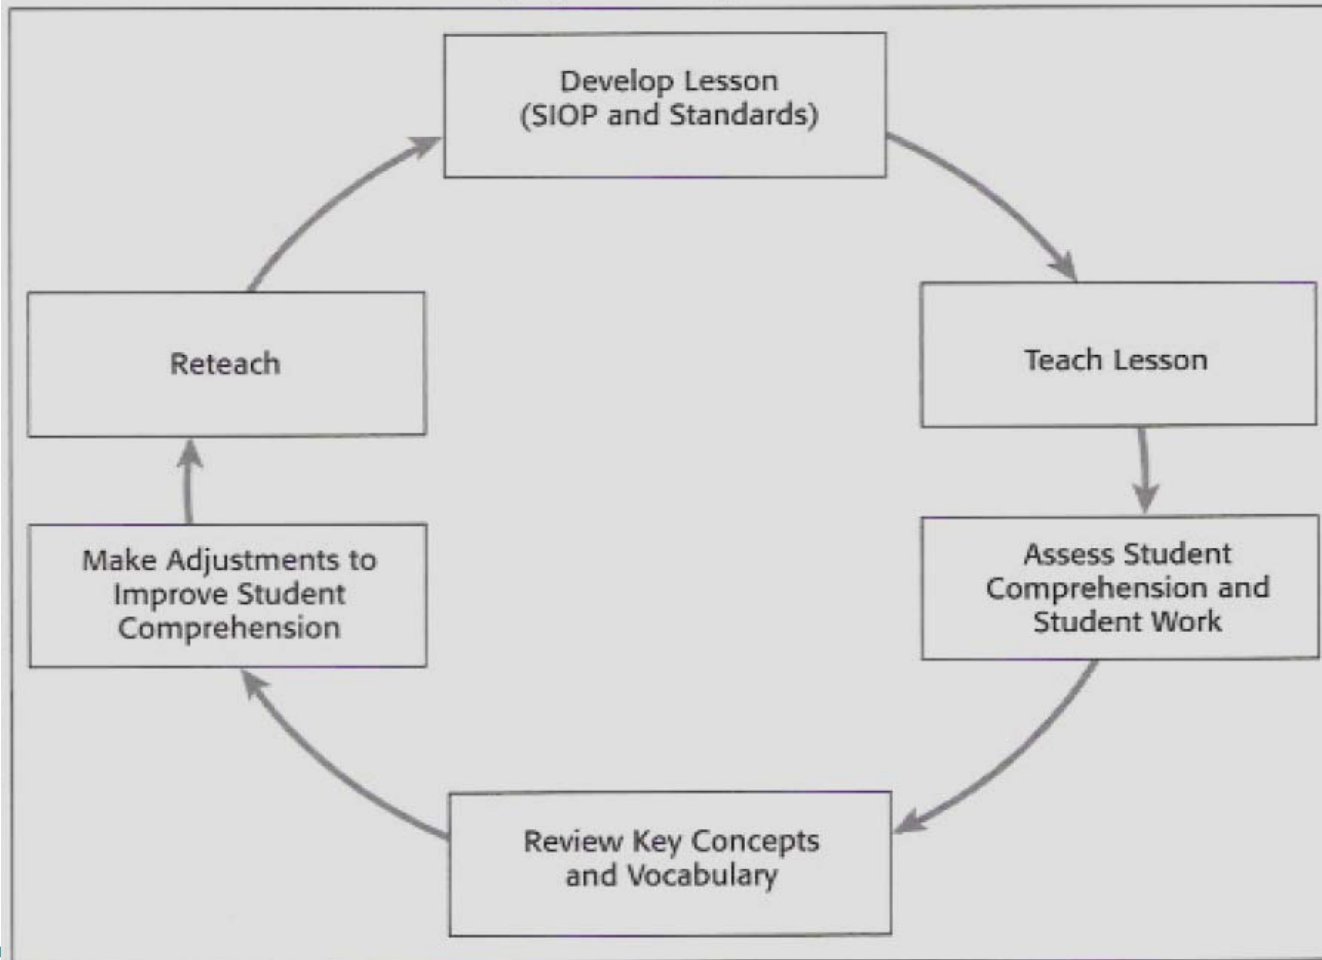 Develop Lesson
(SIOP and Standards)
Teach Lesson
Assess Student
Comprehension and
Student Work
Review Key Concepts
and Vocabulary
Make Adjustments to
Improve Student
Comprehension
Reteach